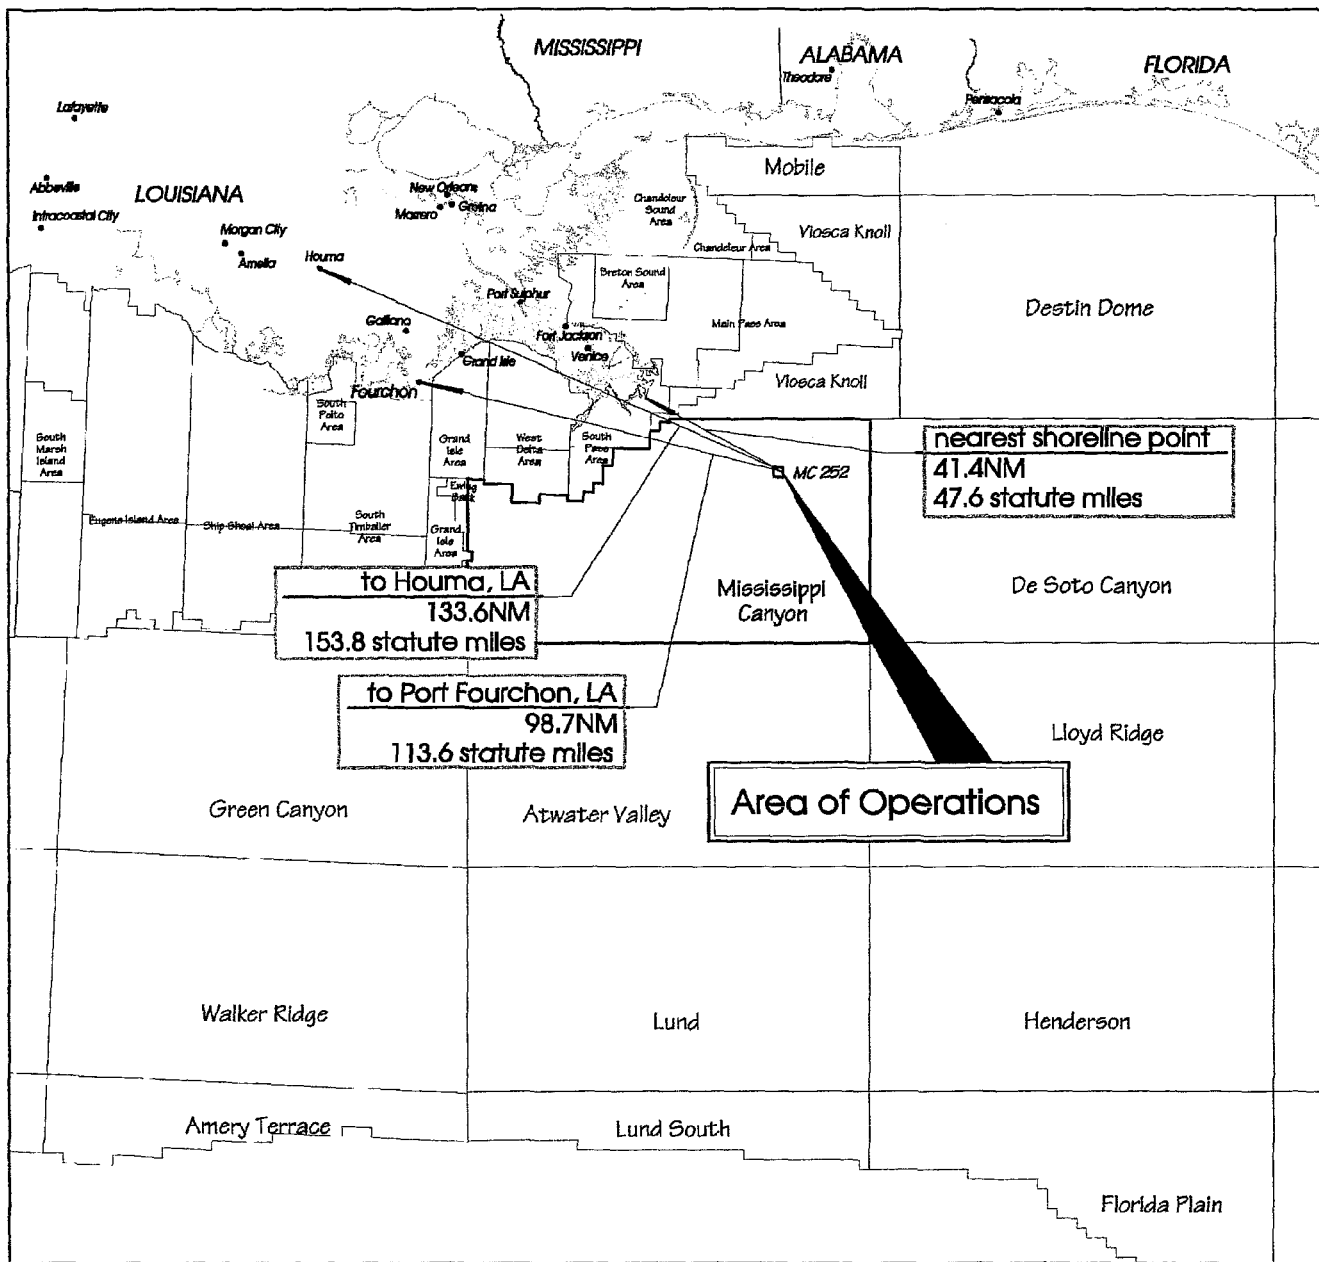 MISSISSIPPI
ALABAMA
FLORIDA
Theodore
Pensacola
Lafayette
Mobile
Abbeville
LOUISIANA
New Orleans
Marrero
Gretna
Chandeleur
Sound
Area
Intracoastal City
Morgan City
Amelia
Houma
Viosca Knoll
Chandeleur Area
Breton Sound
Area
Port Sulphur
Destin Dome
Galliano
Fort Jackson
Main Pass Area
Venice
Grand Isle
Fourchon
Viosca Knoll
South
Pelto
Area
South
Marsh
Island
Area
Grand
Isle
Area
West
Delta
Area
South
Pass
Area
nearest shoreline point
41.4NM
47.6 statute miles
MC 252
Ewing
Bank
Eugene Island Area
Ship Shoal Area
South
Timbalier
Area
Grand
Isle
Area
to Houma, LA
133.6NM
153.8 statute miles
Mississippi
Canyon
De Soto Canyon
to Port Fourchon, LA
98.7NM
113.6 statute miles
Lloyd Ridge
Green Canyon
Atwater Valley
Area of Operations
Walker Ridge
Lund
Henderson
Amery Terrace
Lund South
Florida Plain